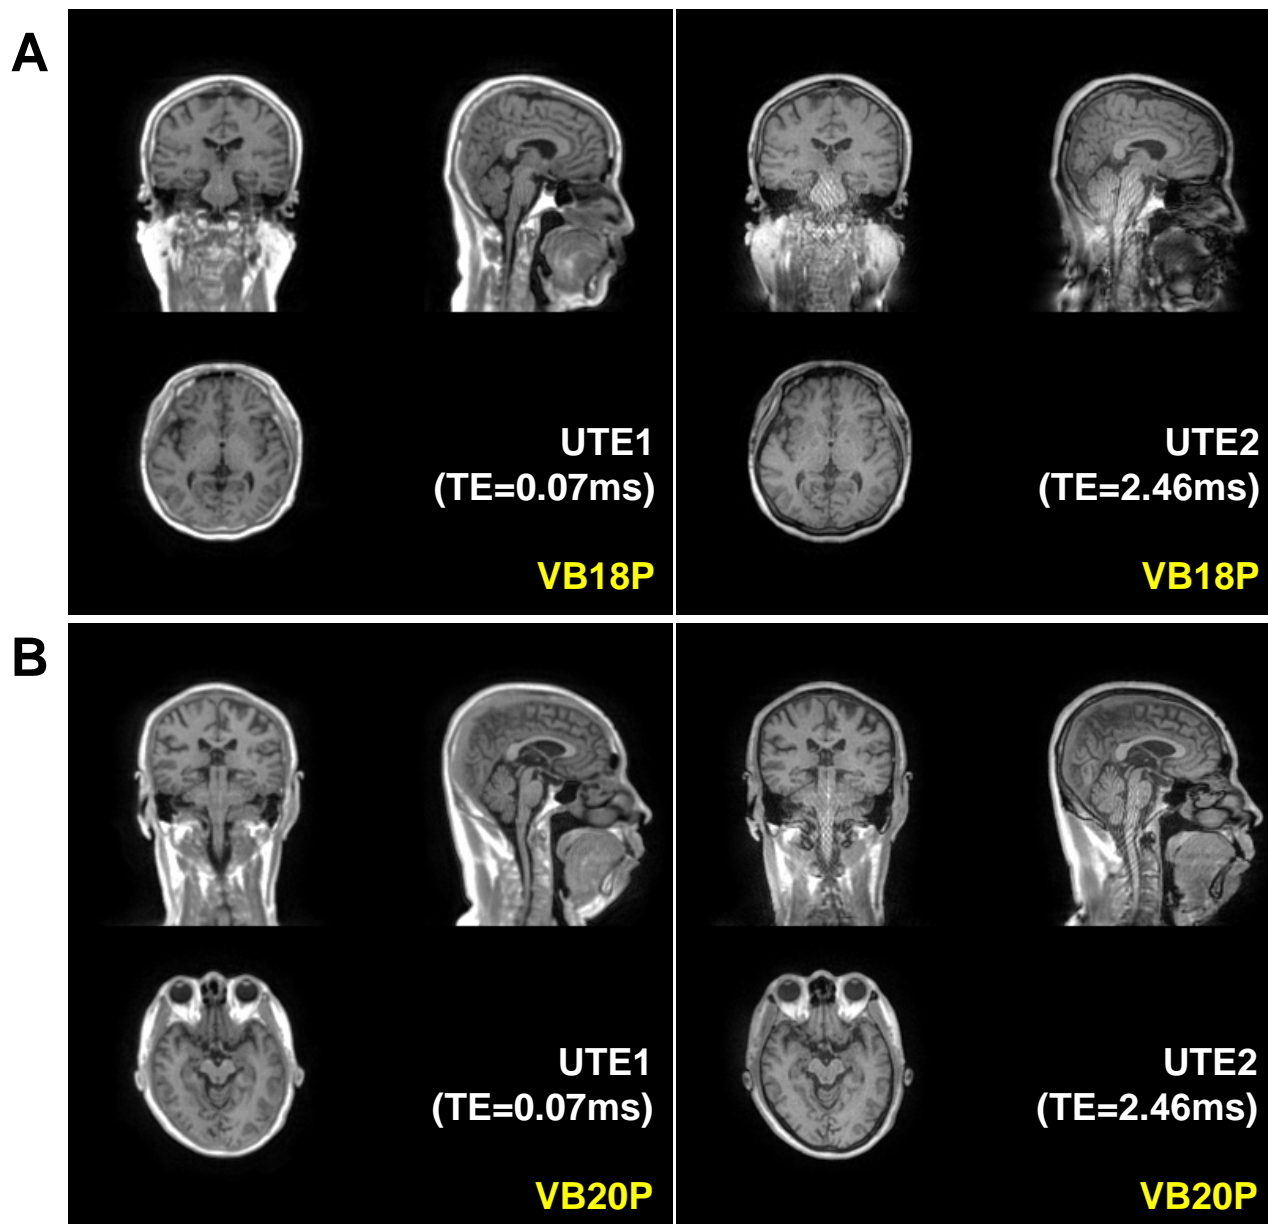 A
UTE1
(TE=0.07ms)
VB18P
UTE2
(TE=2.46ms)
VB18P
B
UTE1
(TE=0.07ms)
VB20P
UTE2
(TE=2.46ms)
VB20P